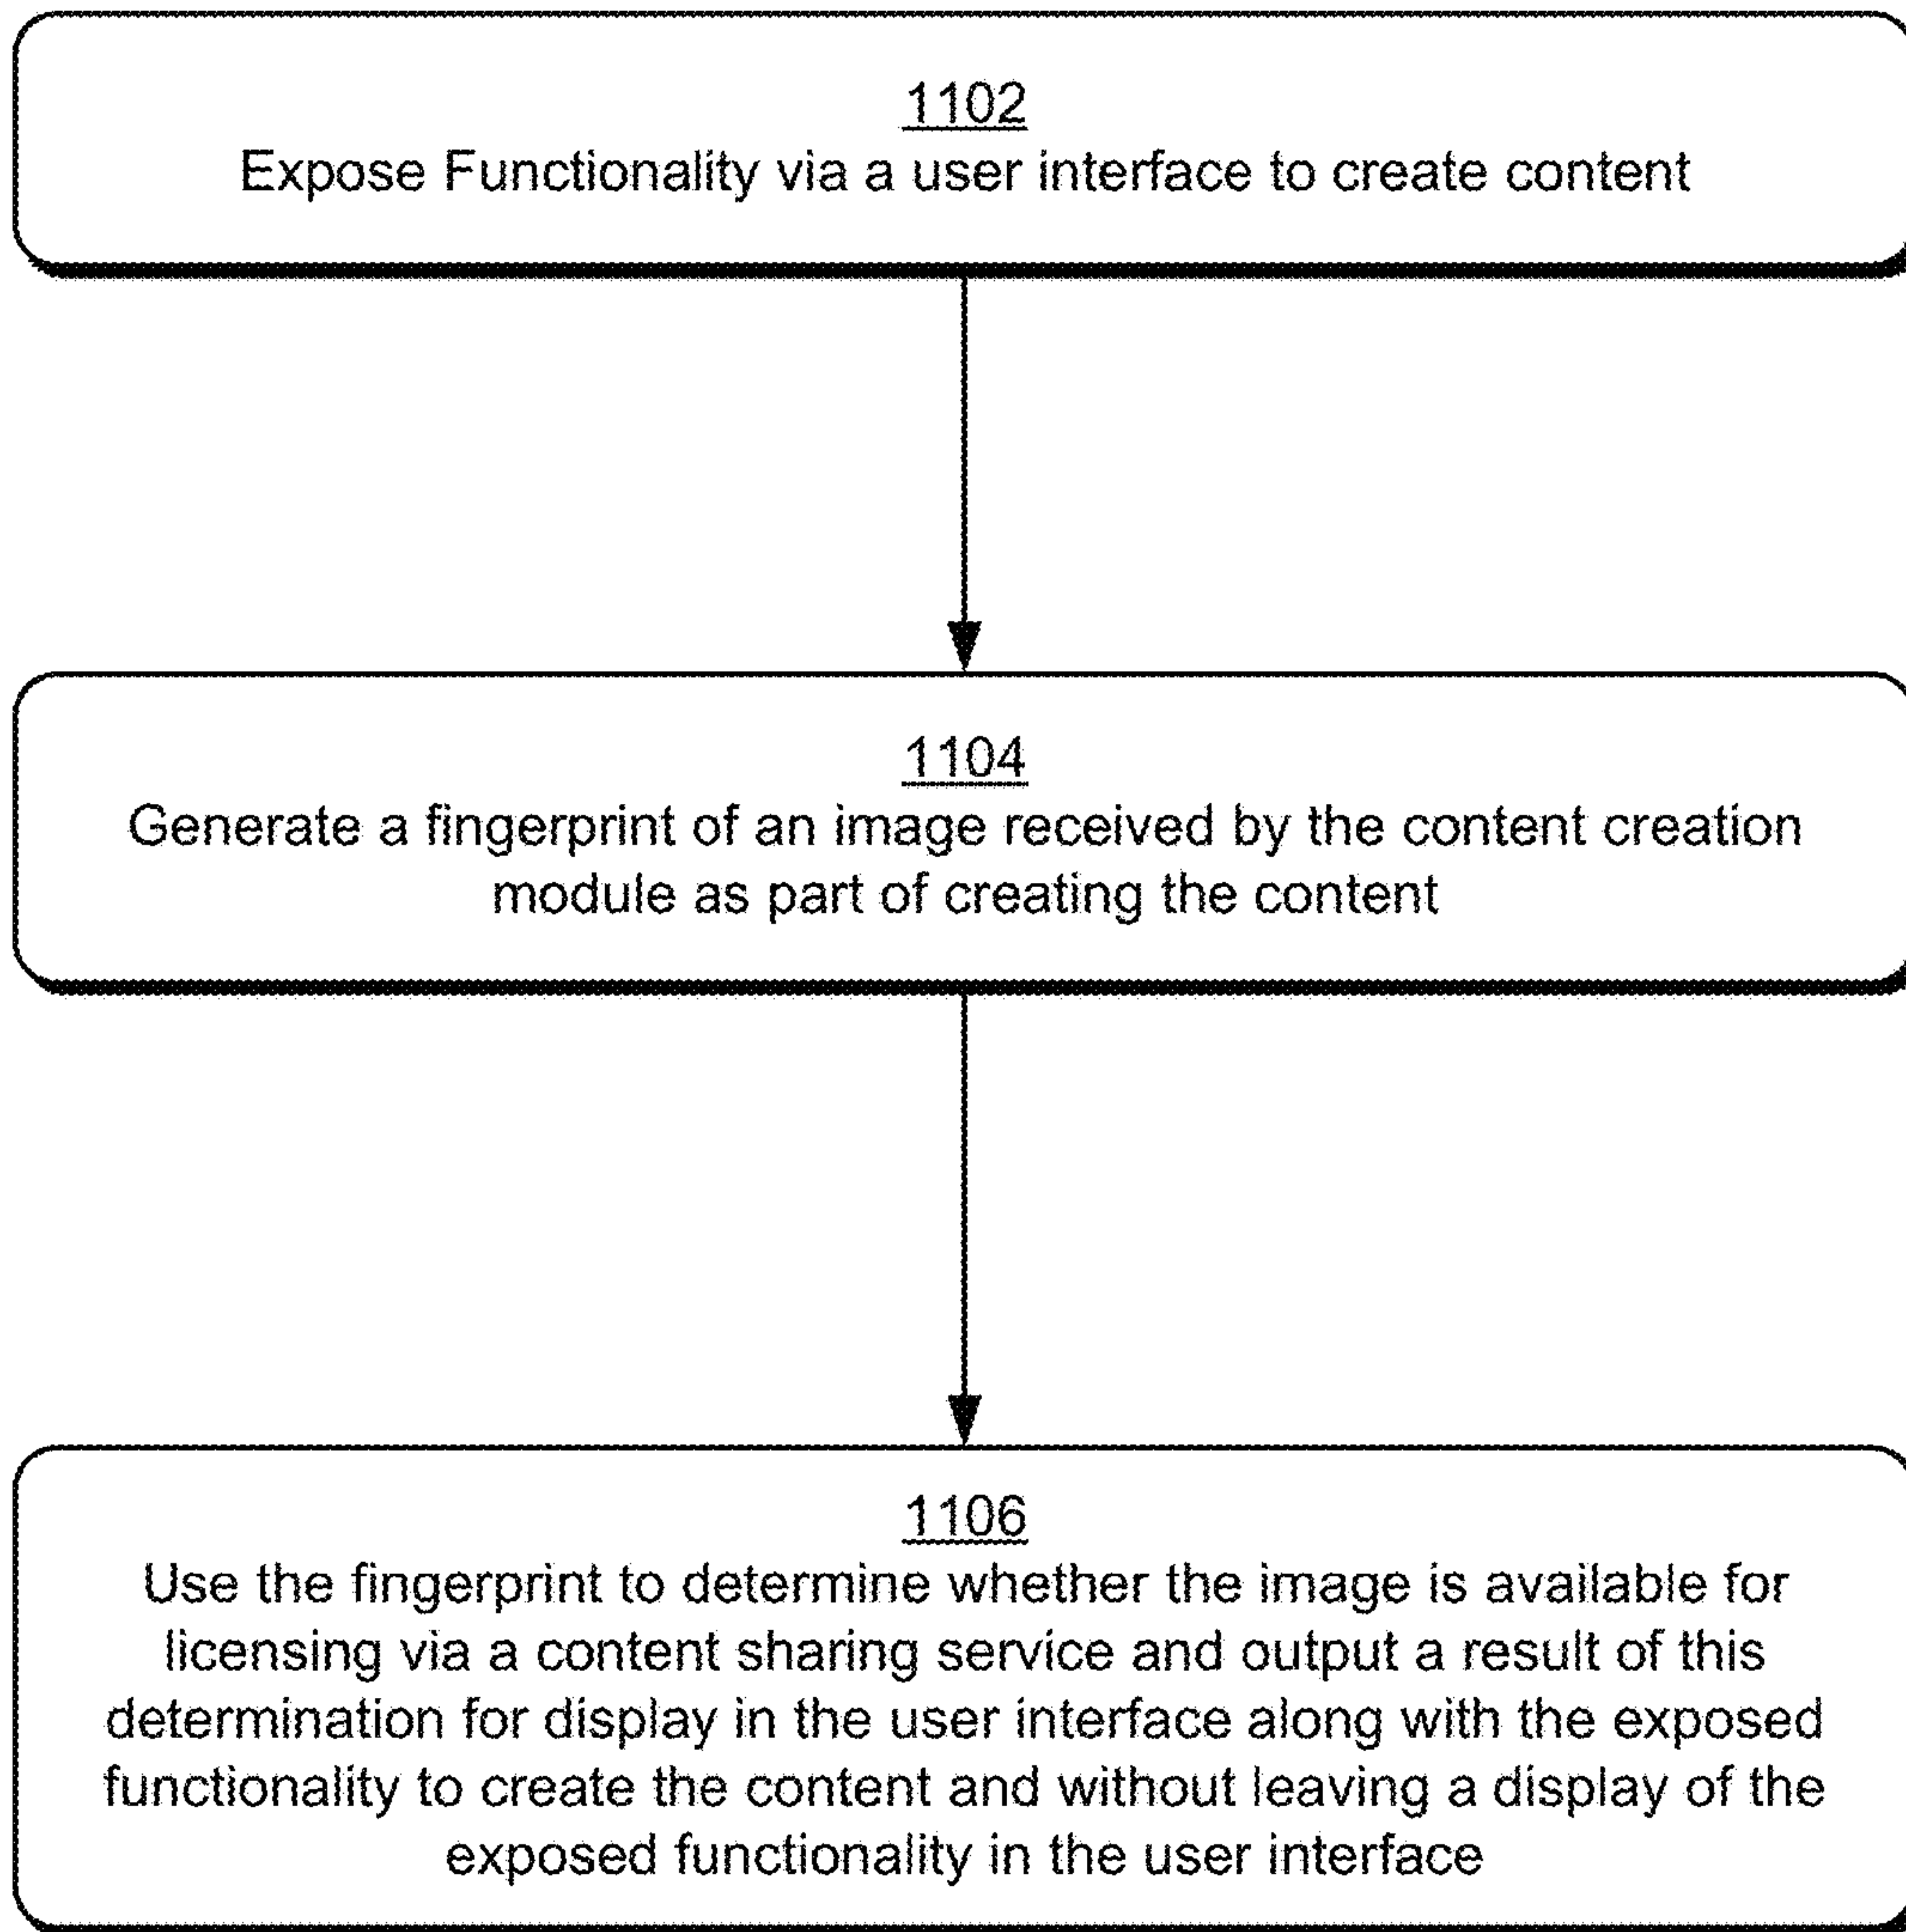 1102
Expose Functionality via a user interface to create content
1104
Generate a fingerprint of an image received by the content creation
module as part of creating the content
1106
Use the fingerprint to determine whether the image is available for
licensing via a content sharing service and output a result of this
determination for display in the user interface along with the exposed
functionality to create the content and without leaving a display of the
exposed functionality in the user interface